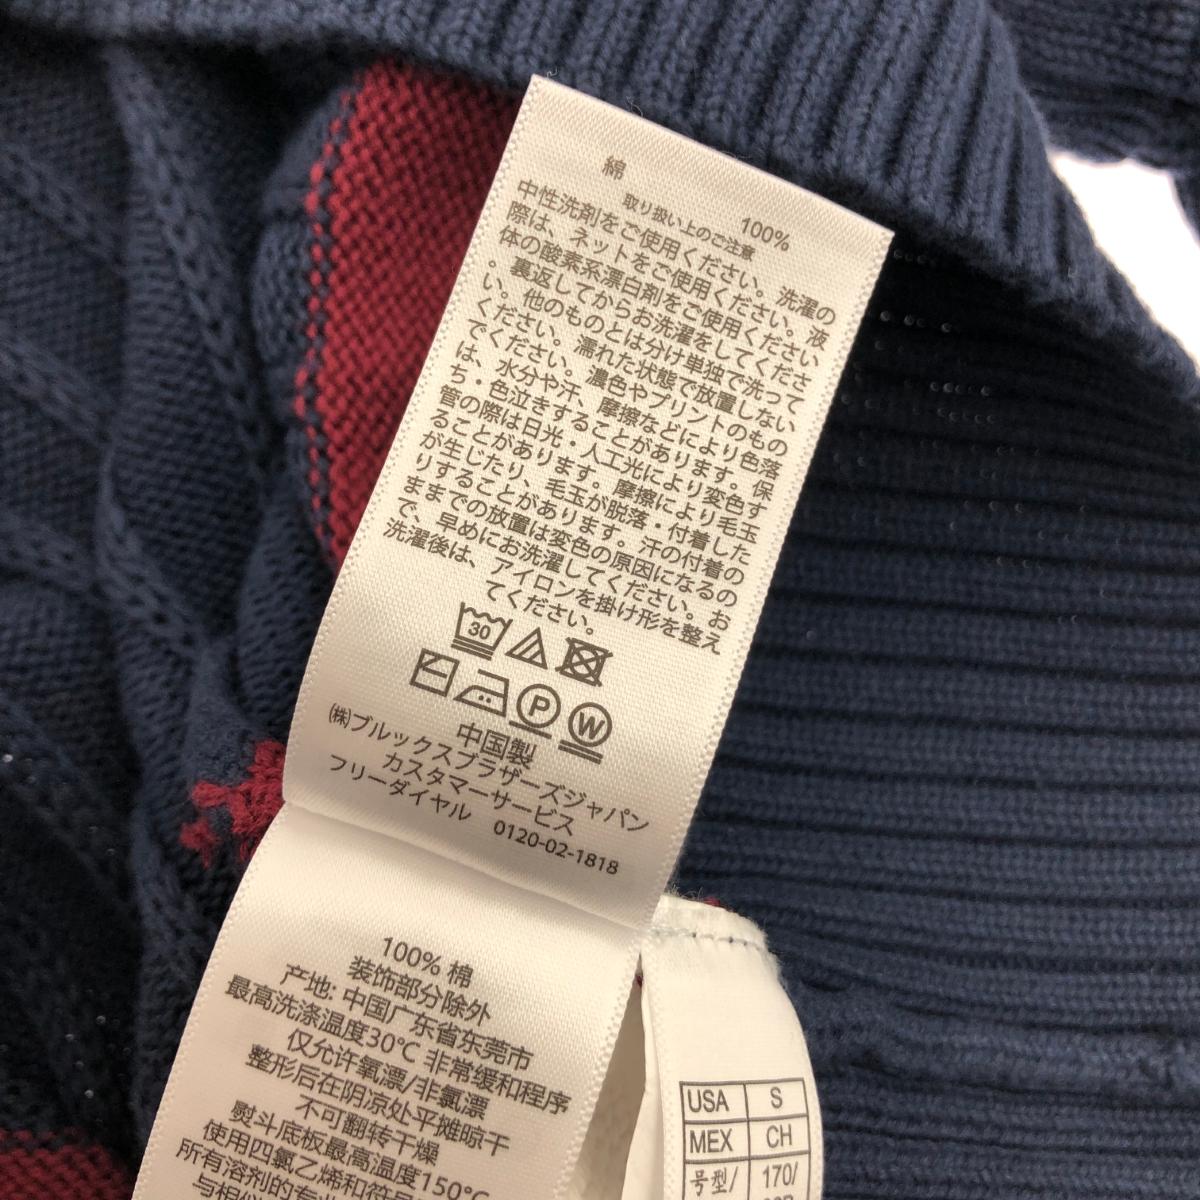 綿 100%
取り扱い上のご注意
中性洗剤をご使用ください。洗濯の
際は、ネットをご使用ください。液
体の酸素系漂白剤をご使用ください
。裏返してからお洗濯をしてくださ
い。他のものとは分け単独で洗って
ください。濡れた状態で放置しない
でください。濃色やプリントのもの
は、水分や汗、摩擦などにより色落
ち・色泣きすることがあります。保
管の際は日光・人工光により変色す
ることがあります。摩擦により毛玉
が生じたり、毛玉が脱落・付着した
りすることがあります。汗の付着の
ままでの放置は変色の原因になるの
で、早めにお洗濯してください。お
洗濯後は、アイロンを掛け形を整え
てください。
30
P W
中国製
㈱ブルックスブラザーズジャパン
カスタマーサービス
フリーダイヤル 0120-02-1818
100% 棉
装饰部分除外
产地: 中国广东省东莞市
最高洗涤温度30℃ 非常缓和程序
仅允许氧漂/非氯漂
整形后在阴凉处平摊晾干
不可翻转干燥
熨斗底板最高温度150℃
使用四氯乙烯和符号
所有溶剂的专业
USA S
MEX CH
号型/ 170/